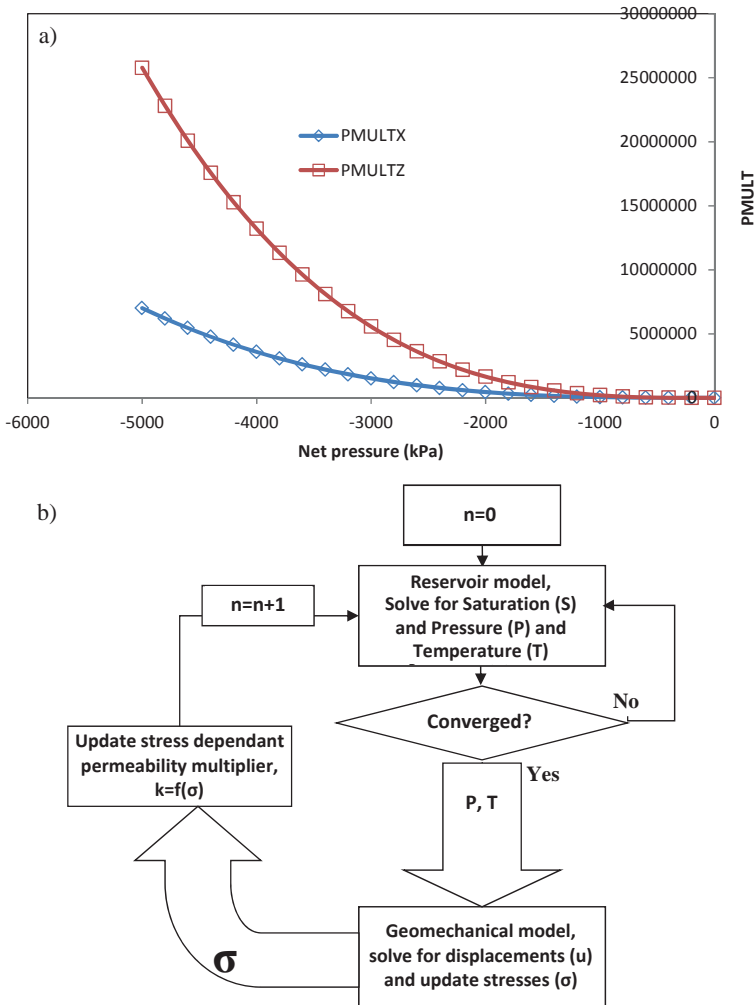 a)
30000000
25000000
20000000
15000000
10000000
5000000
0
PMULT
PMULTX
PMULTZ
-6000 -5000 -4000 -3000 -2000 -1000 0
Net pressure (kPa)
b)
n=0
Reservoir model,
Solve for Saturation (S)
and Pressure (P) and
Temperature (T)
n=n+1
Converged?
No
Yes
P, T
Update stress dependant
permeability multiplier,
k=f(σ)
σ
Geomechanical model,
solve for displacements (u)
and update stresses (σ)